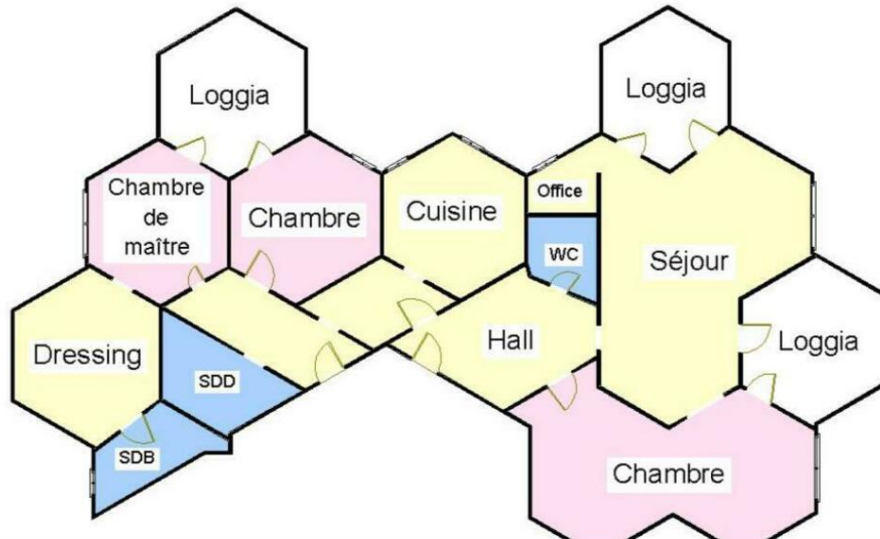 Loggia
Loggia
Chambre
de
maître
Chambre
Cuisine
Office
WC
Séjour
Dressing
SDD
Hall
Loggia
SDB
Chambre